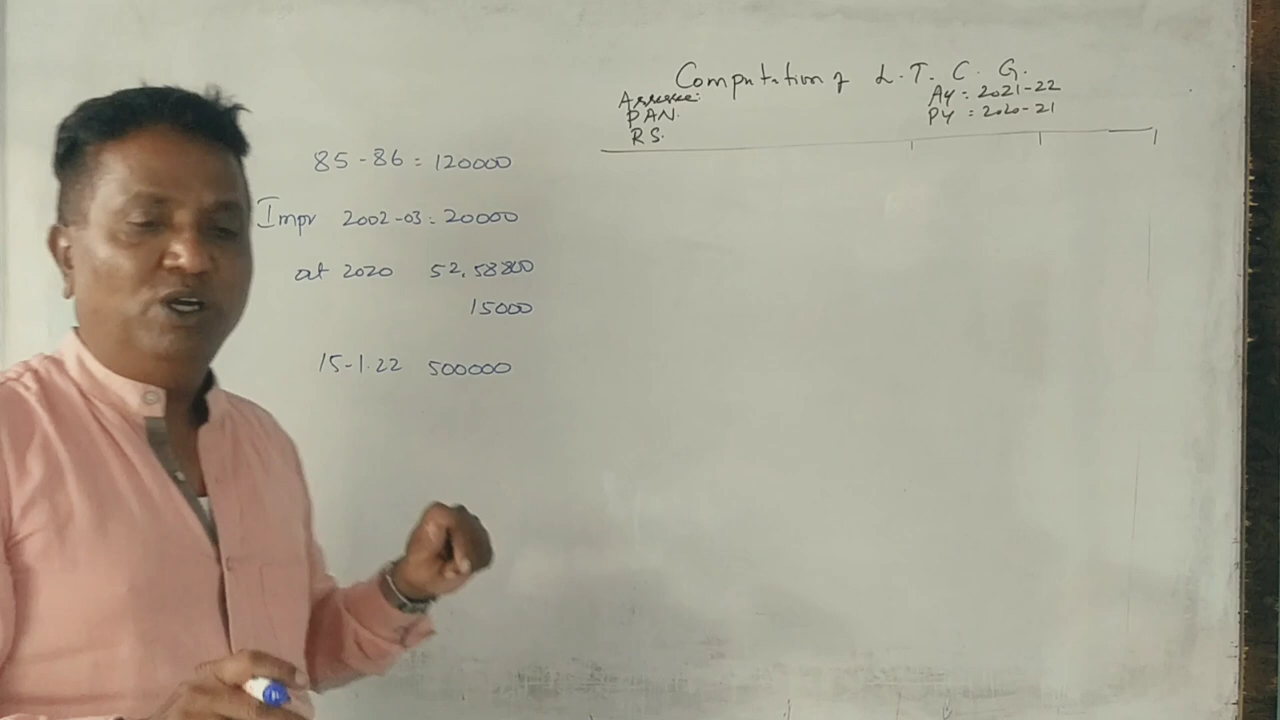 Computation of L. T. C. G.
Assessee:
AY = 2021-22
PAN.
PY = 2020-21
R S.
85 - 86 = 120000
Impr 2002-03 = 20000
at 2020 52,58800
15000
15-1.22 500000